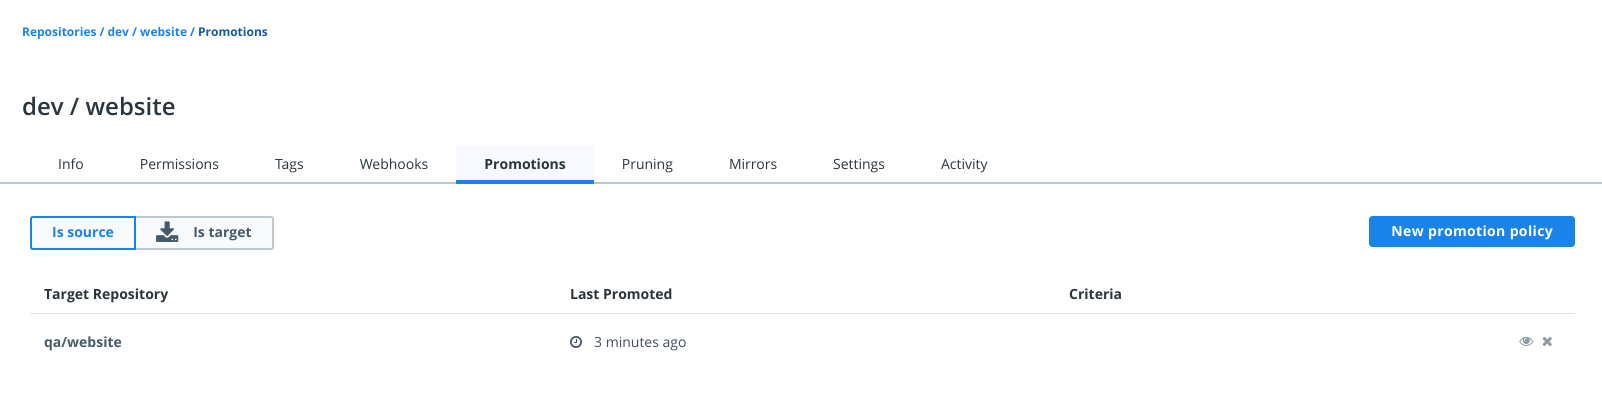 Repositories / dev / website / Promotions
dev / website
Info Permissions Tags Webhooks Promotions Pruning Mirrors Settings Activity
Is source Is target New promotion policy
Target Repository Last Promoted Criteria
qa/website 3 minutes ago